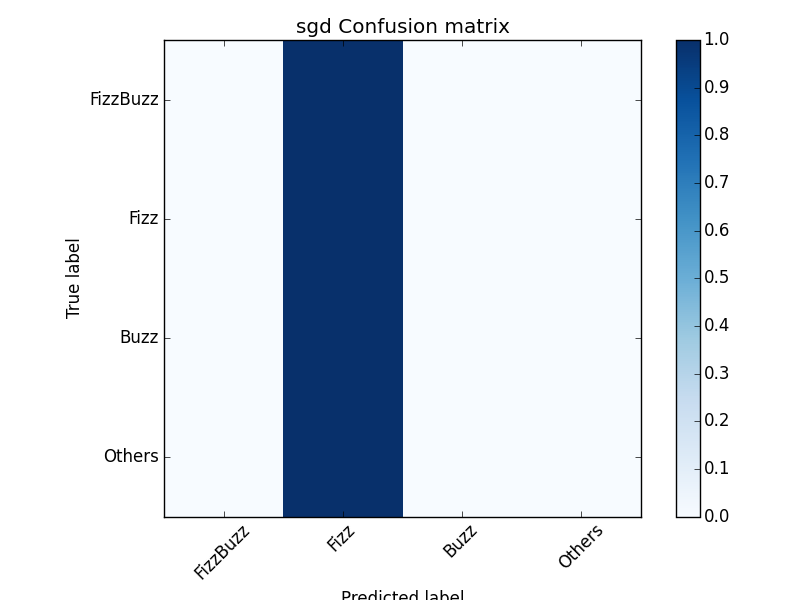 sgd Confusion matrix
FizzBuzz
Fizz
Buzz
Others
True label
FizzBuzz
Fizz
Buzz
Others
Predicted label
1.0
0.9
0.8
0.7
0.6
0.5
0.4
0.3
0.2
0.1
0.0